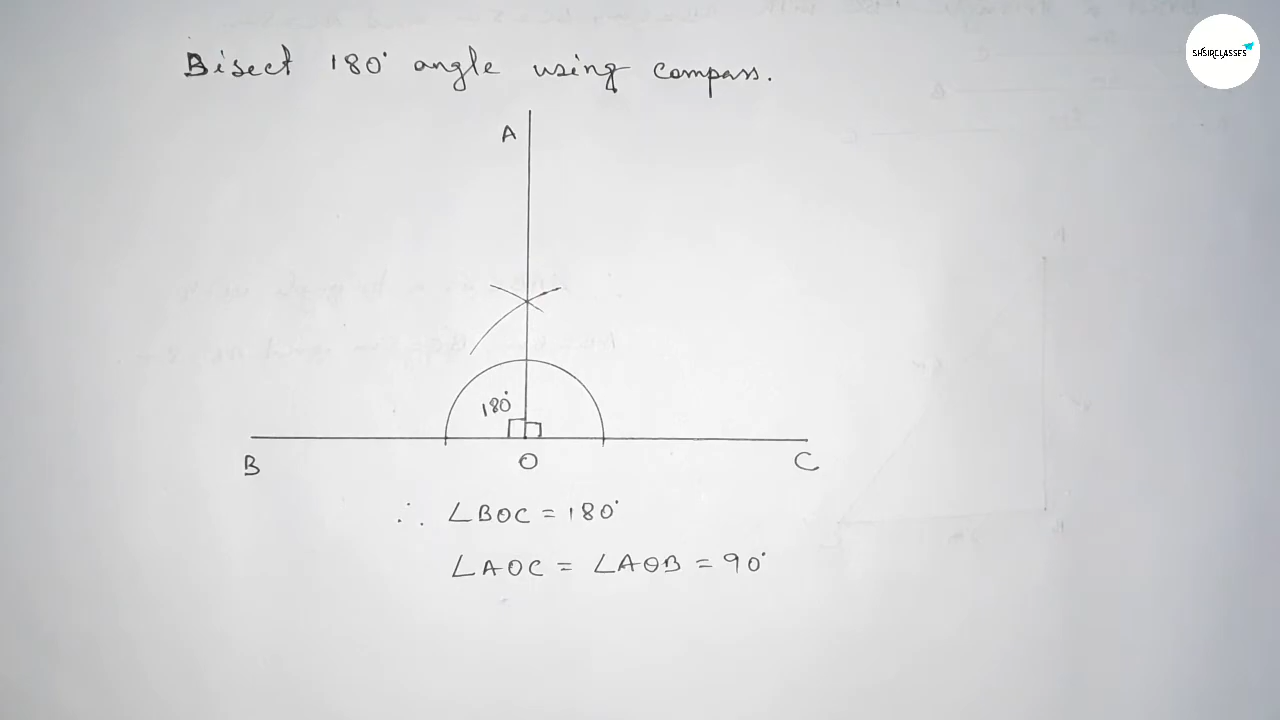 Bisect 180° angle using compass.
SHSIRCLASSES
A
180°
B
O
C
∴ ∠BOC = 180°
∠AOC = ∠AOB = 90°